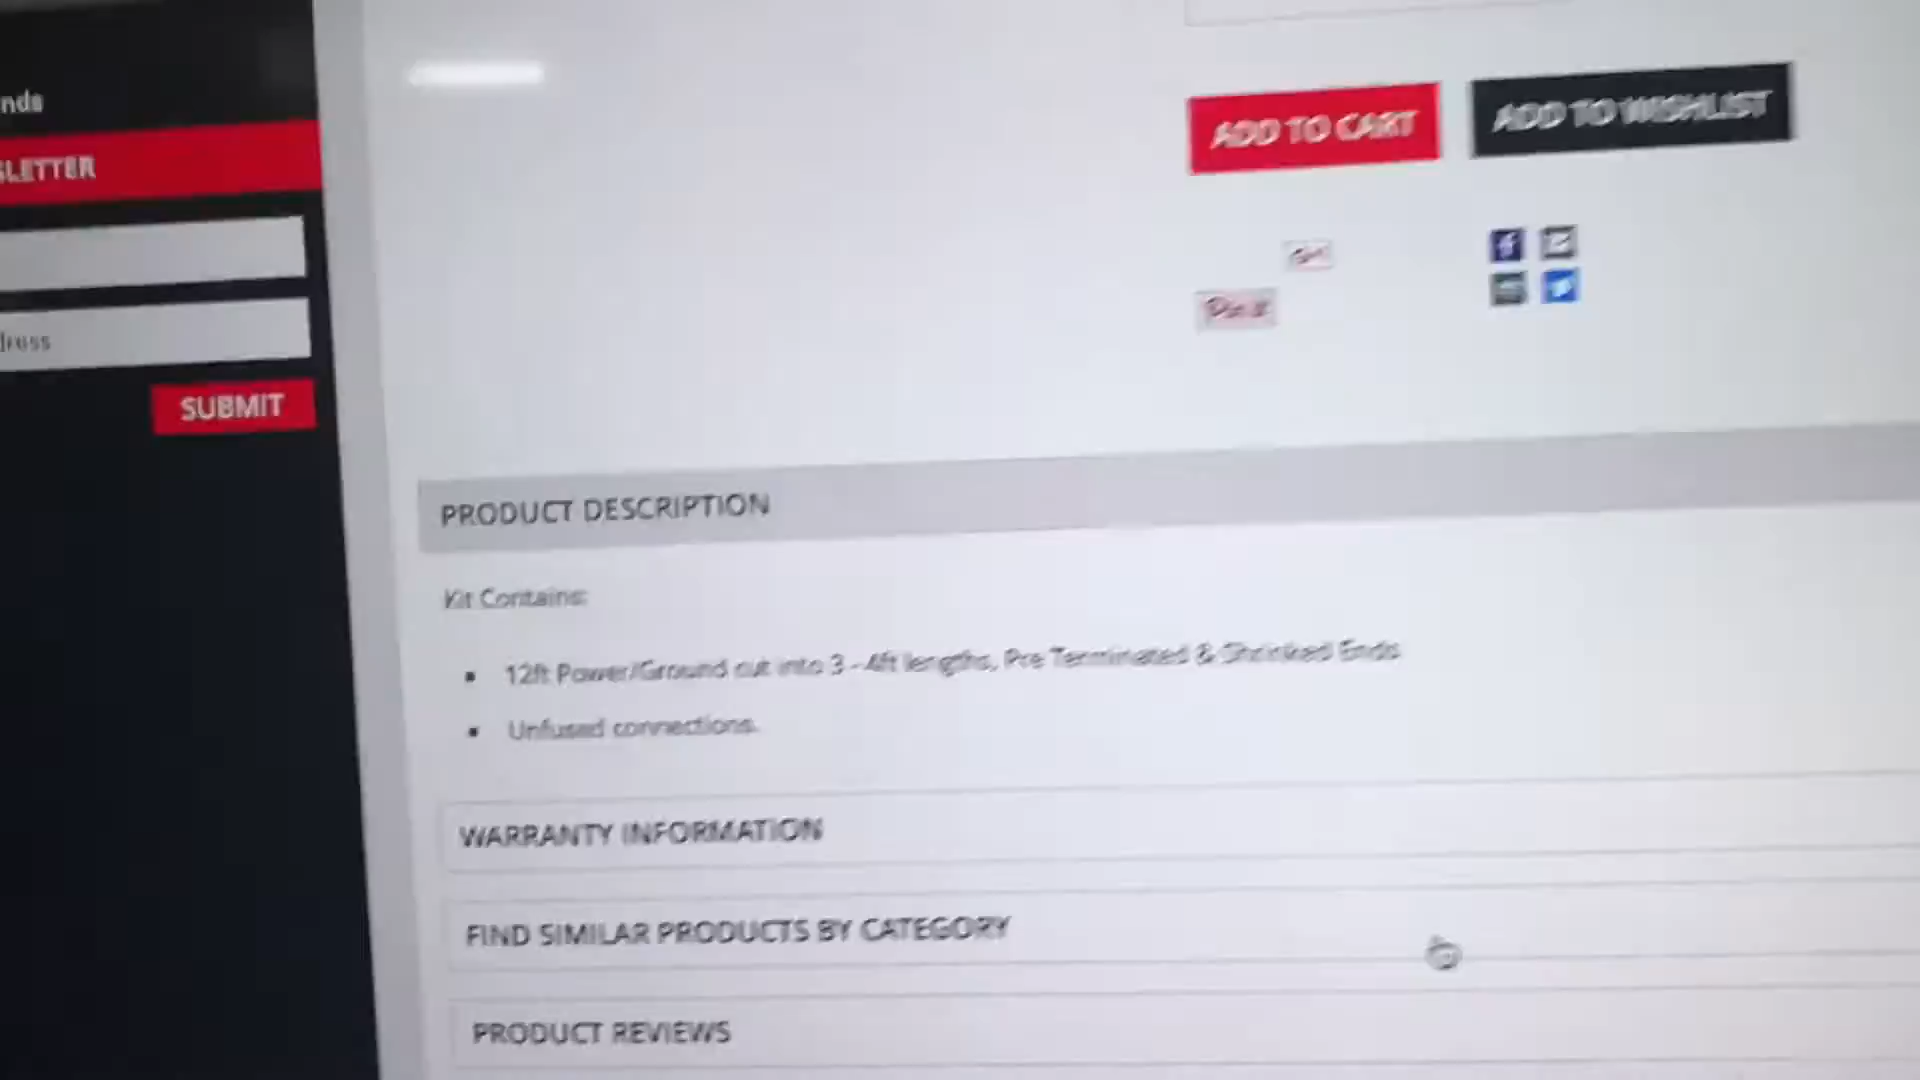 nds
SLETTER
dress
SUBMIT
ADD TO CART
ADD TO WISHLIST
Pin it
PRODUCT DESCRIPTION
Kit Contains:
12ft Power/Ground cut into 3 - 4ft lengths, Pre Terminated & Shrinked Ends
Unfused connections.
WARRANTY INFORMATION
FIND SIMILAR PRODUCTS BY CATEGORY
PRODUCT REVIEWS